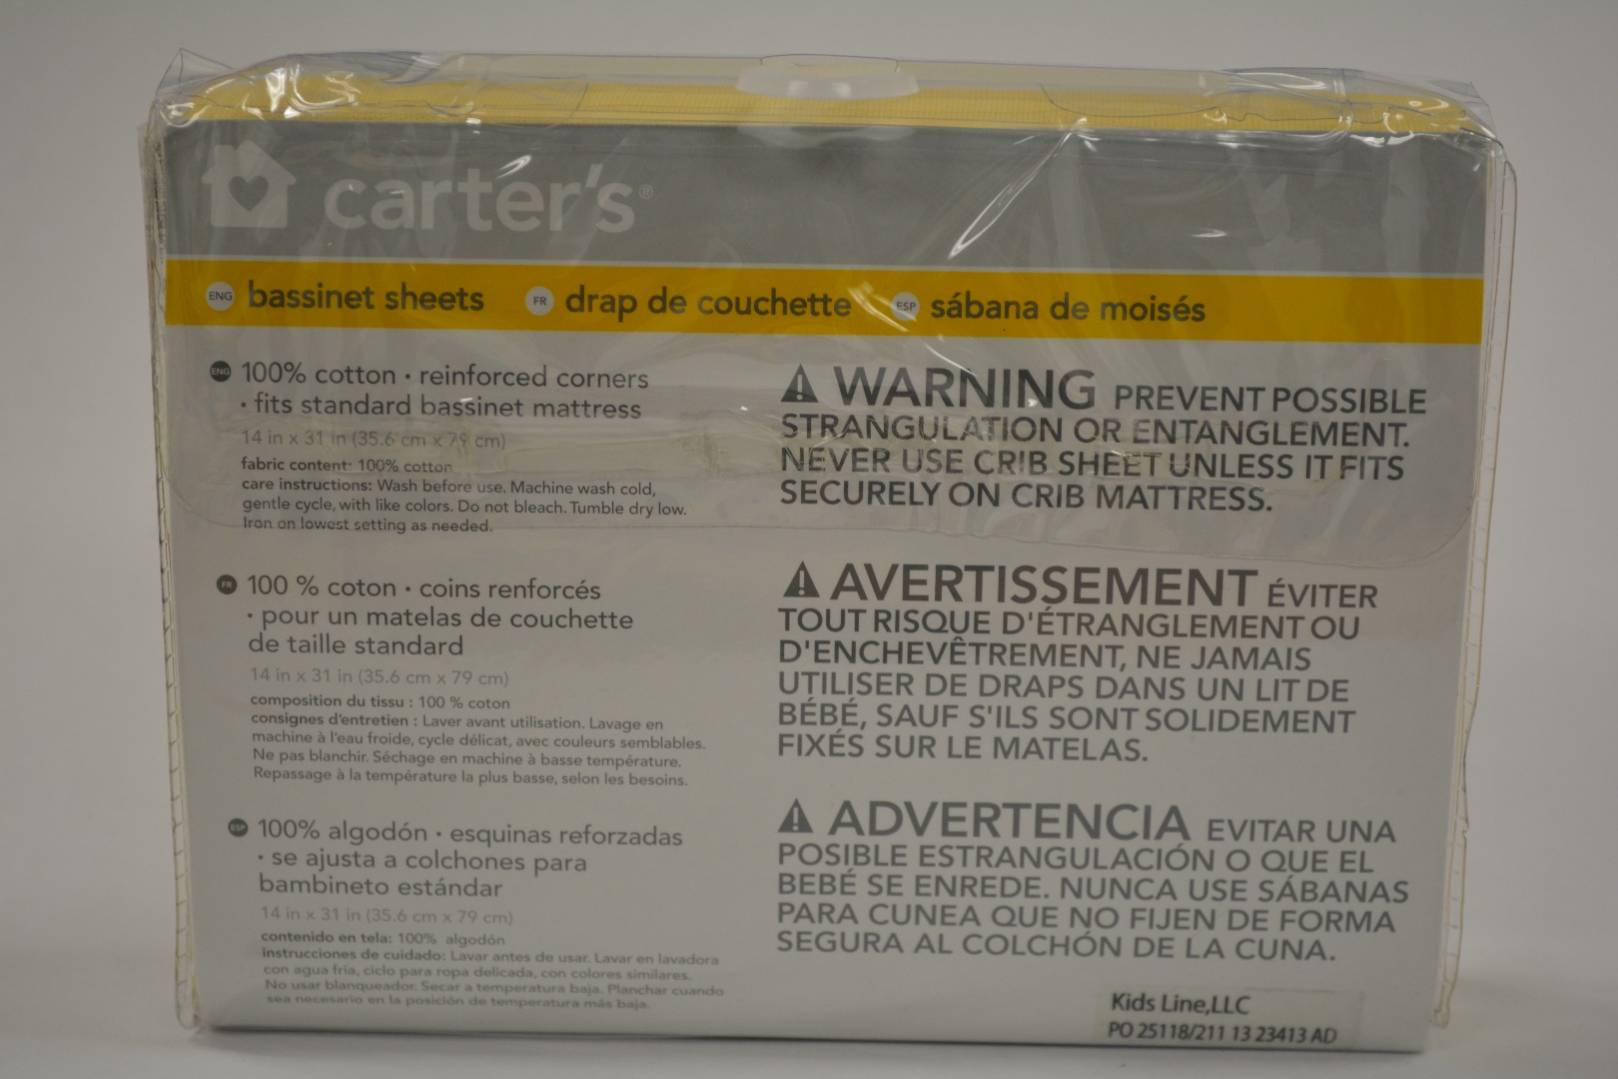 carter's®
ENG bassinet sheets FR drap de couchette ESP sábana de moisés
ENG 100% cotton · reinforced corners
· fits standard bassinet mattress
14 in x 31 in (35.6 cm x 79 cm)
fabric content: 100% cotton
care instructions: Wash before use. Machine wash cold,
gentle cycle, with like colors. Do not bleach. Tumble dry low.
Iron on lowest setting as needed.
FR 100 % coton · coins renforcés
· pour un matelas de couchette
de taille standard
14 in x 31 in (35.6 cm x 79 cm)
composition du tissu : 100 % coton
consignes d'entretien : Laver avant utilisation. Lavage en
machine à l'eau froide, cycle délicat, avec couleurs semblables.
Ne pas blanchir. Séchage en machine à basse température.
Repassage à la température la plus basse, selon les besoins.
ESP 100% algodón · esquinas reforzadas
· se ajusta a colchones para
bambineto estándar
14 in x 31 in (35.6 cm x 79 cm)
contenido en tela: 100% algodón
instrucciones de cuidado: Lavar antes de usar. Lavar en lavadora
con agua fria, ciclo para ropa delicada, con colores similares.
No usar blanqueador. Secar a temperatura baja. Planchar cuando
sea necesario en la posición de temperatura más baja.
WARNING PREVENT POSSIBLE
STRANGULATION OR ENTANGLEMENT.
NEVER USE CRIB SHEET UNLESS IT FITS
SECURELY ON CRIB MATTRESS.
AVERTISSEMENT ÉVITER
TOUT RISQUE D'ÉTRANGLEMENT OU
D'ENCHEVÊTREMENT, NE JAMAIS
UTILISER DE DRAPS DANS UN LIT DE
BÉBÉ, SAUF S'ILS SONT SOLIDEMENT
FIXÉS SUR LE MATELAS.
ADVERTENCIA EVITAR UNA
POSIBLE ESTRANGULACIÓN O QUE EL
BEBÉ SE ENREDE. NUNCA USE SÁBANAS
PARA CUNEA QUE NO FIJEN DE FORMA
SEGURA AL COLCHÓN DE LA CUNA.
Kids Line,LLC
PO 25118/211 13 23413 AD